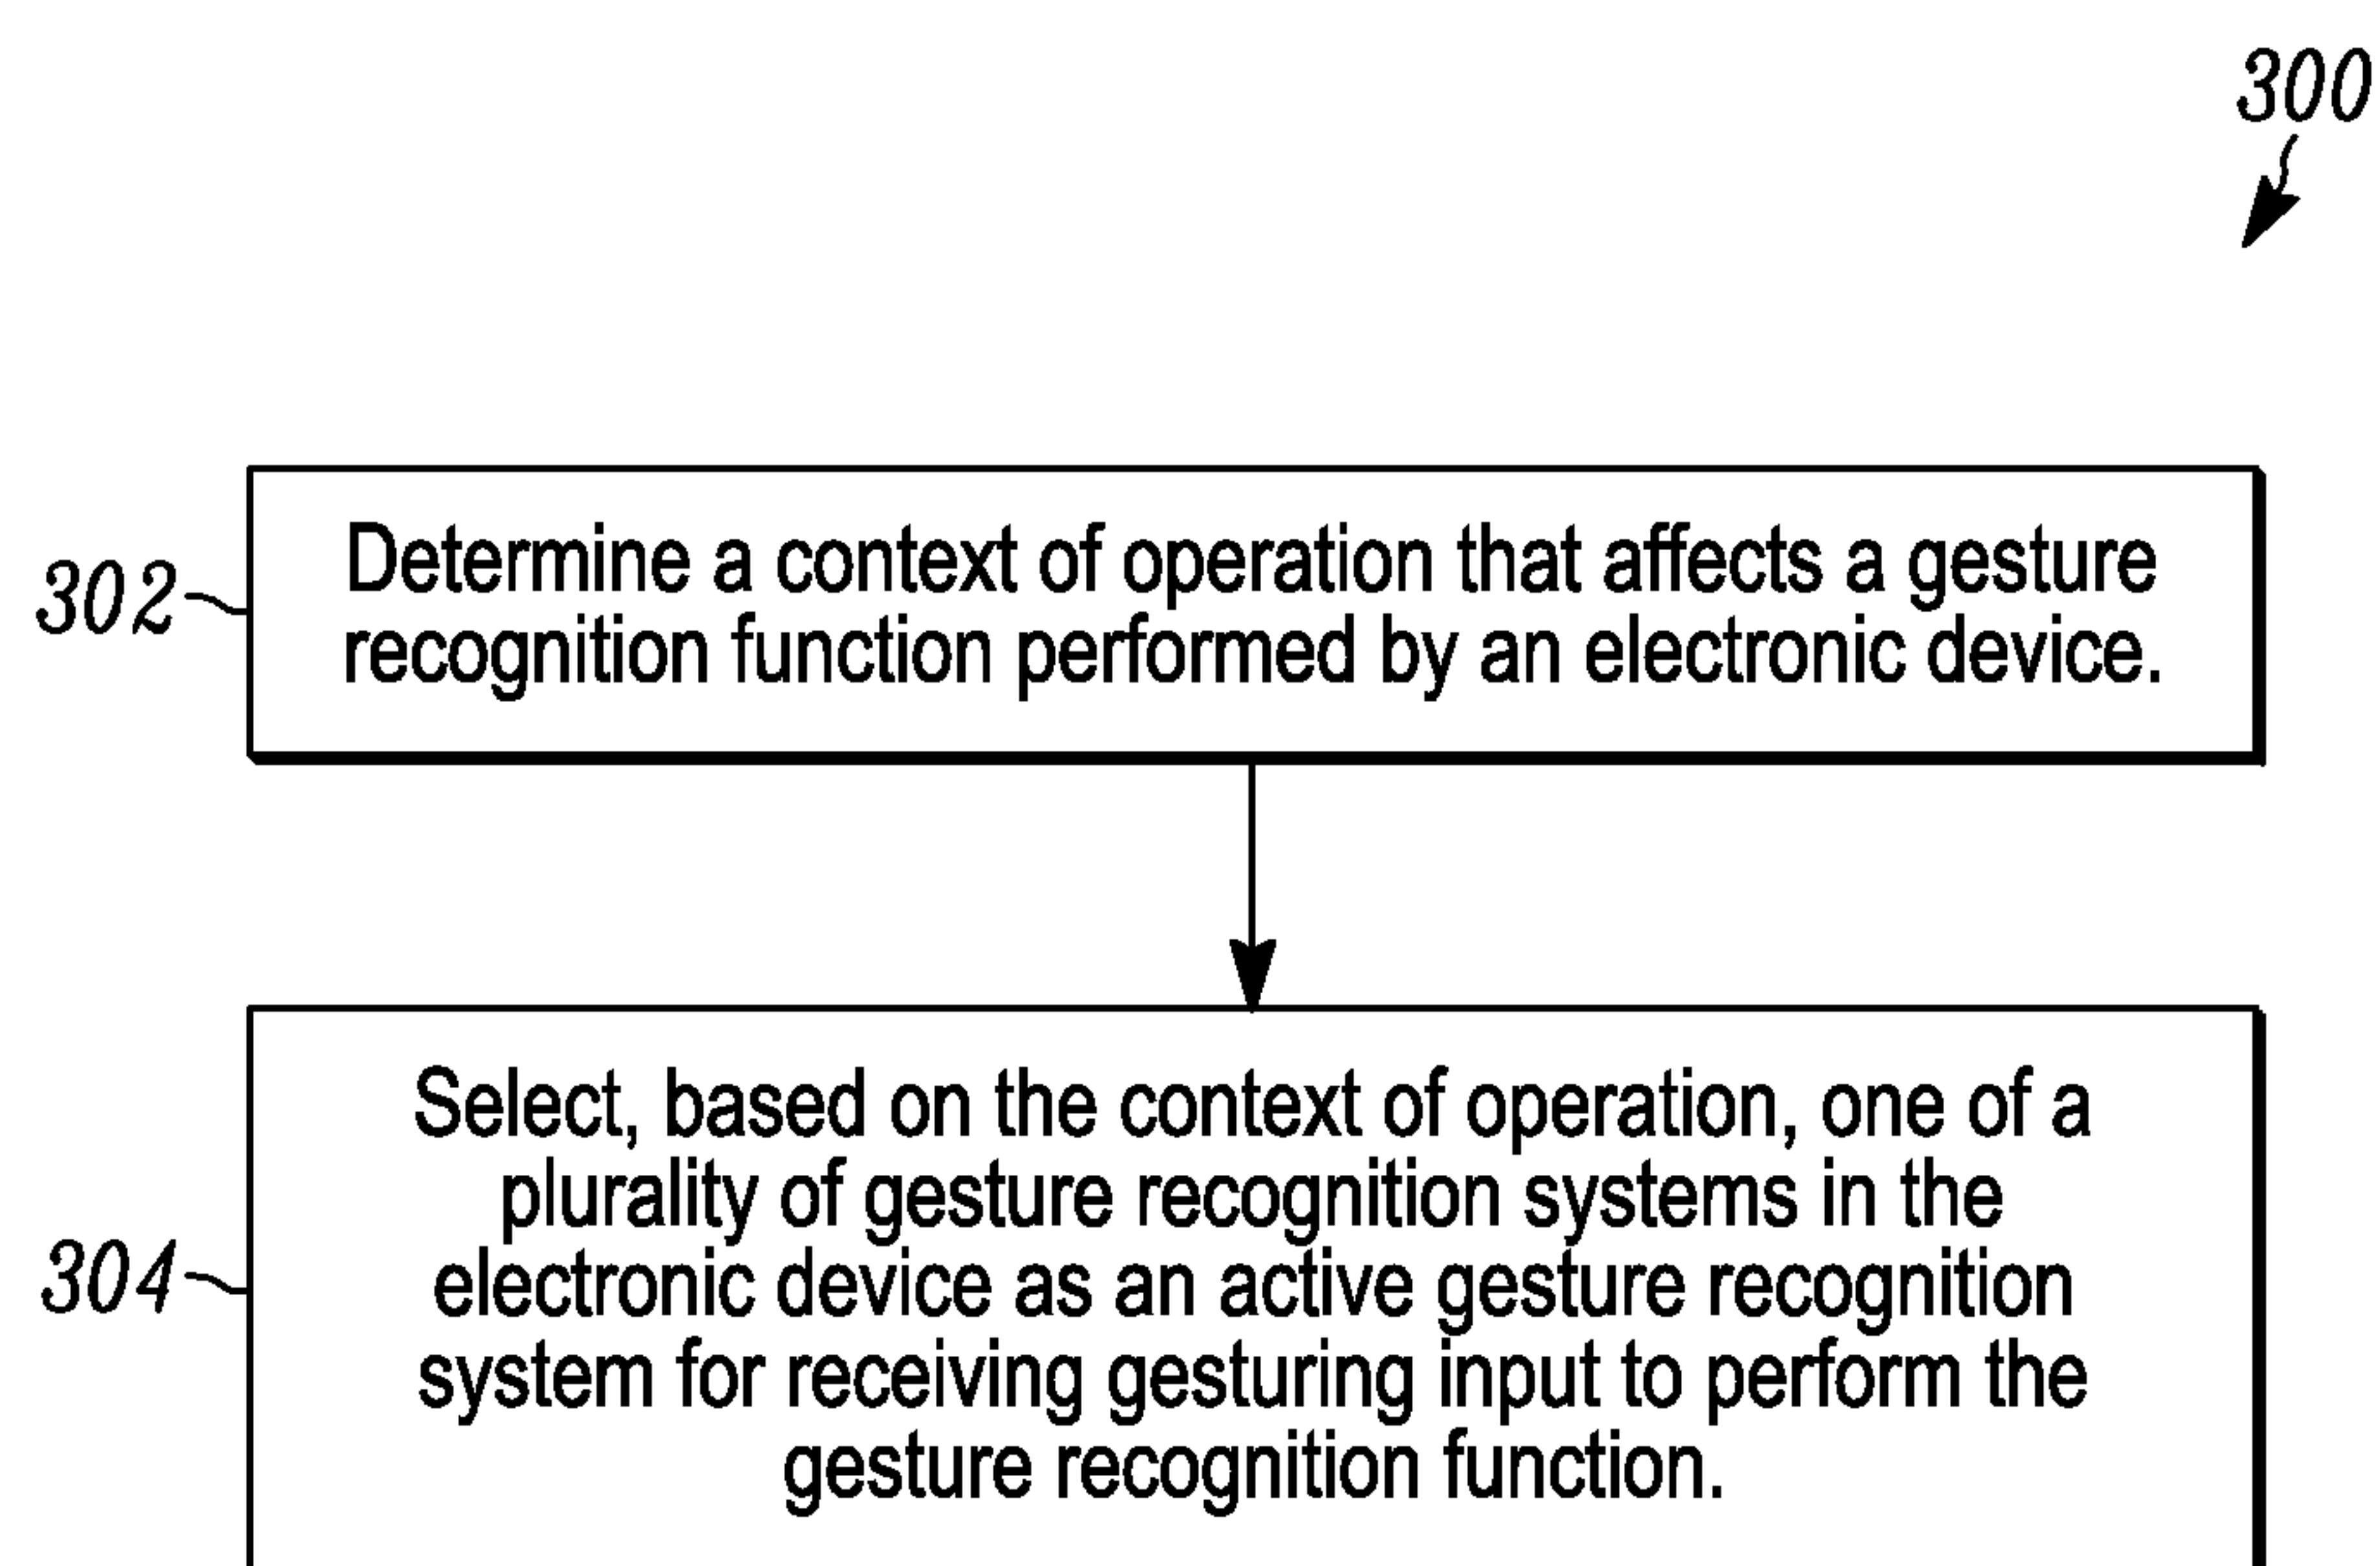 300
302
Determine a context of operation that affects a gesture
recognition function performed by an electronic device.
304
Select, based on the context of operation, one of a
plurality of gesture recognition systems in the
electronic device as an active gesture recognition
system for receiving gesturing input to perform the
gesture recognition function.